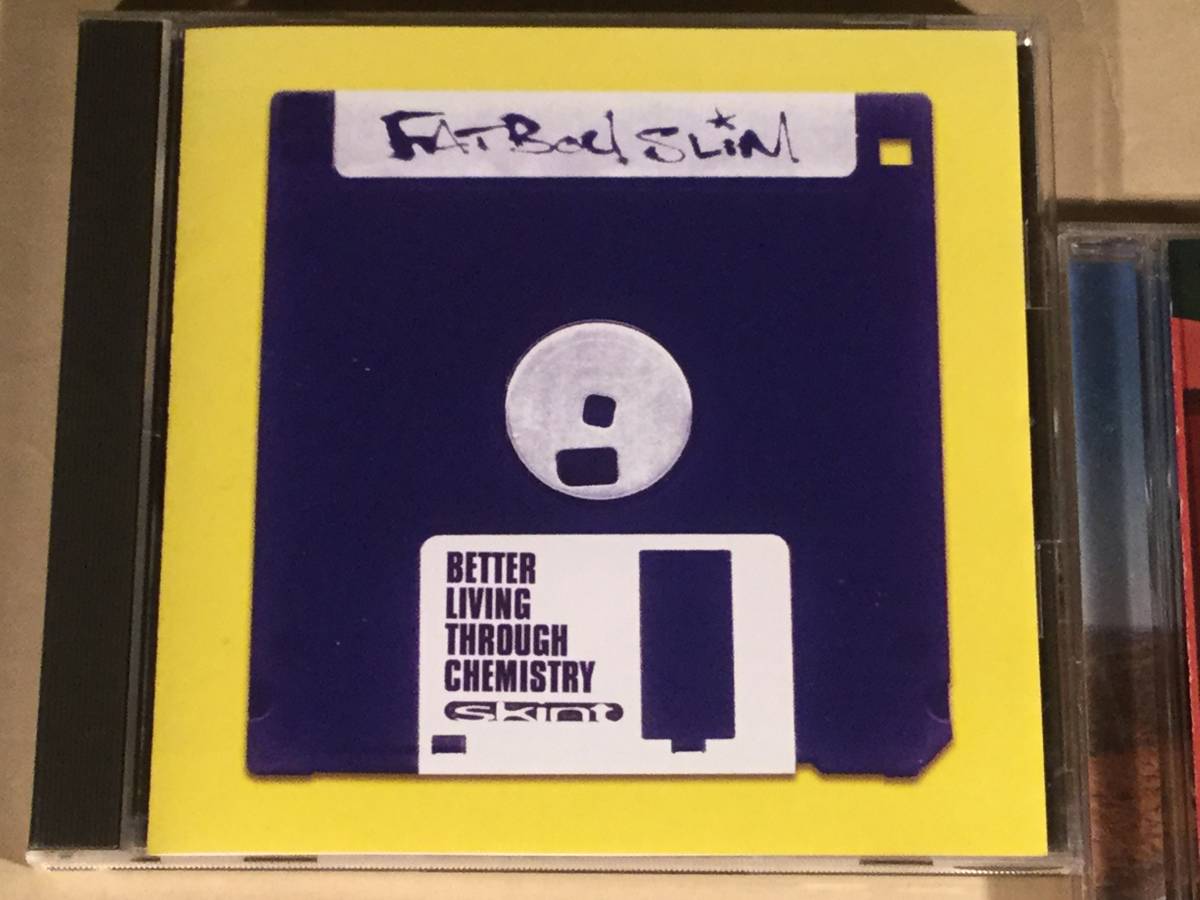 FATBOY SLIM
BETTER
LIVING
THROUGH
CHEMISTRY
skint